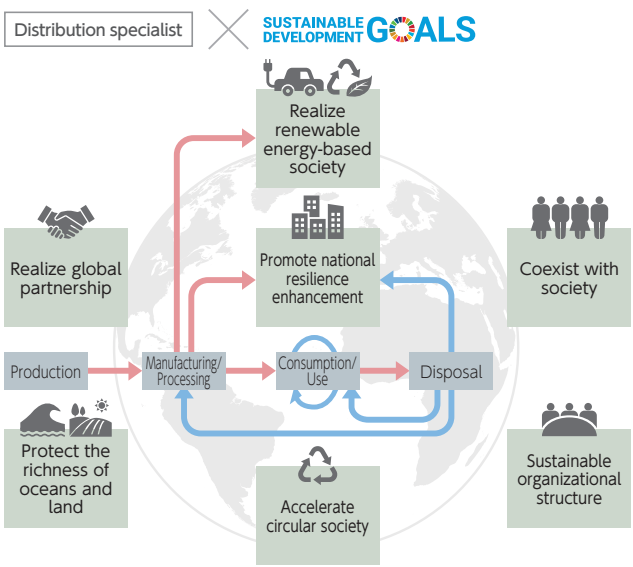 Distribution specialist
SUSTAINABLE
DEVELOPMENT GOALS
Realize
renewable
energy-based
society
Realize global
partnership
Promote national
resilience
enhancement
Coexist with
society
Production
Manufacturing/
Processing
Consumption/
Use
Disposal
Protect the
richness of
oceans and
land
Accelerate
circular society
Sustainable
organizational
structure